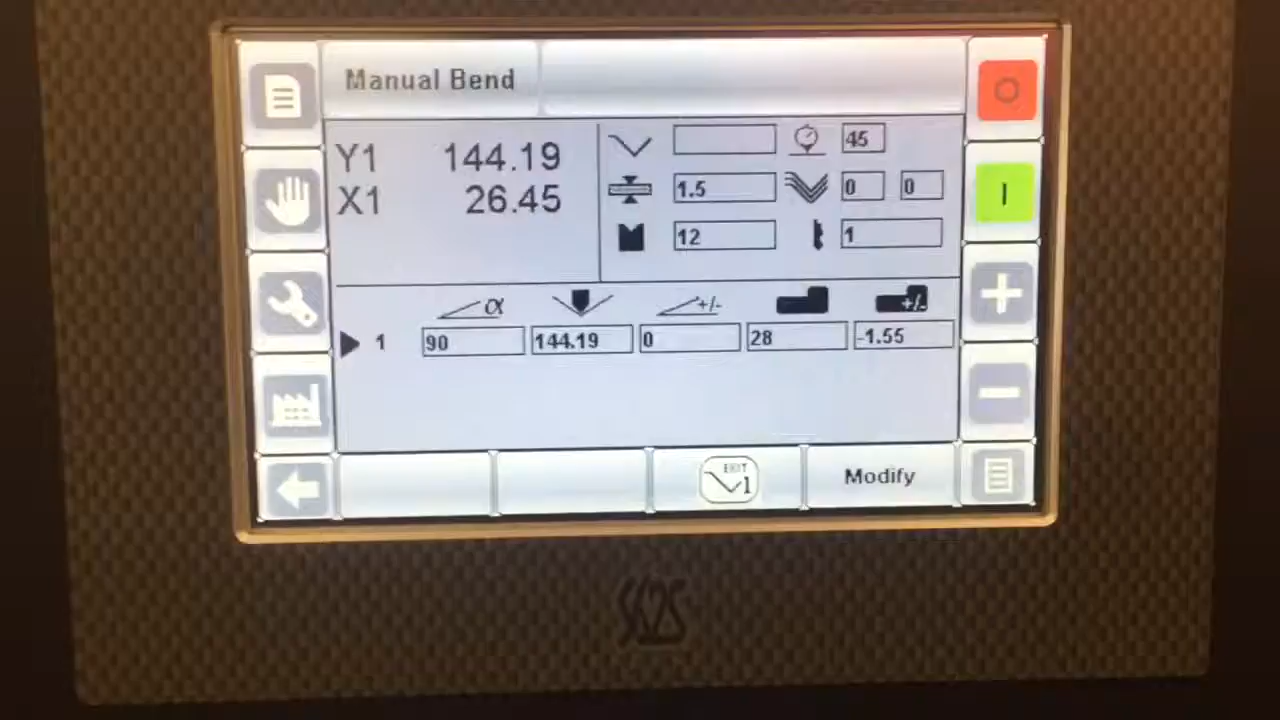 Manual Bend
Y1 144.19
X1 26.45
45
1.5 0 0
12 1
α +/- +/-
1 90 144.19 0 28 -1.55
EXIT
1
Modify